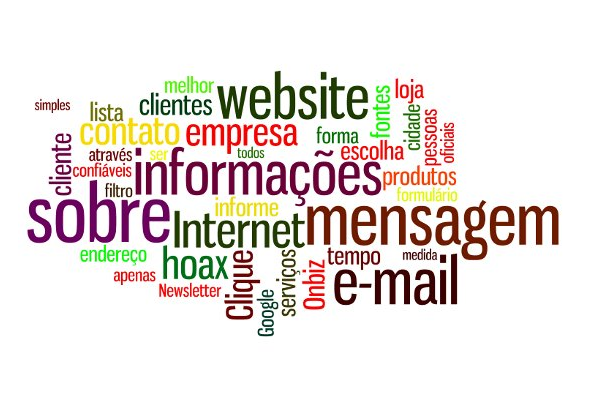 melhor
website
simples
lista
clientes
fontes
loja
contato
empresa
forma
cidade
pessoas
oficiais
cliente
através
ser
todos
escolha
confiáveis
informações
produtos
filtro
formulário
sobre
informe
Internet
mensagem
endereço
hoax
Clique
serviços
tempo
medida
apenas
Onbiz
e-mail
Newsletter
Google